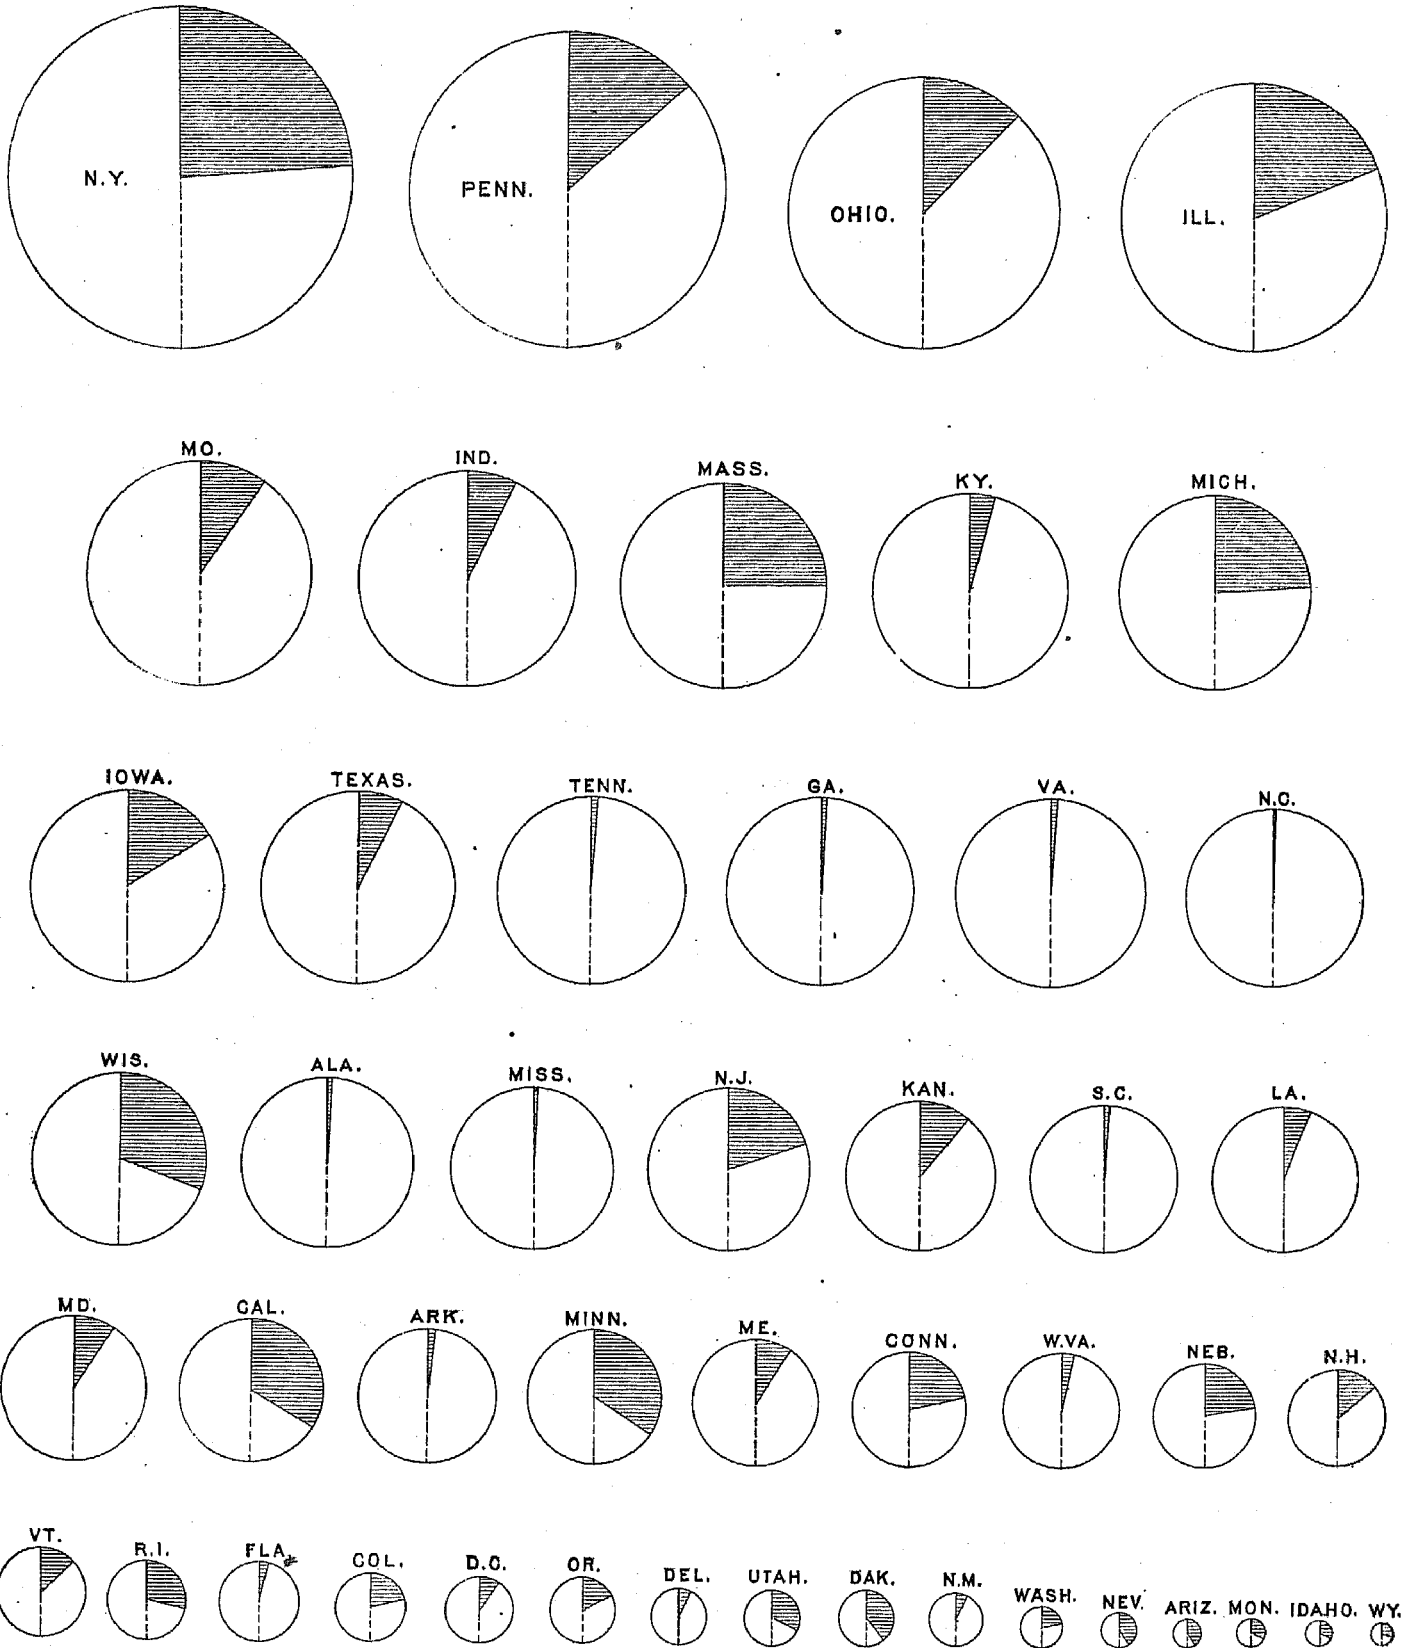 N.Y. PENN. OHIO. ILL.
MO. IND. MASS. KY. MICH.
IOWA. TEXAS. TENN. GA. VA. N.C.
WIS. ALA. MISS. N.J. KAN. S.C. LA.
MD. CAL. ARK. MINN. ME. CONN. W.VA. NEB. N.H.
VT. R.I. FLA. COL. D.C. OR. DEL. UTAH. DAK. N.M. WASH. NEV. ARIZ. MON. IDAHO. WY.